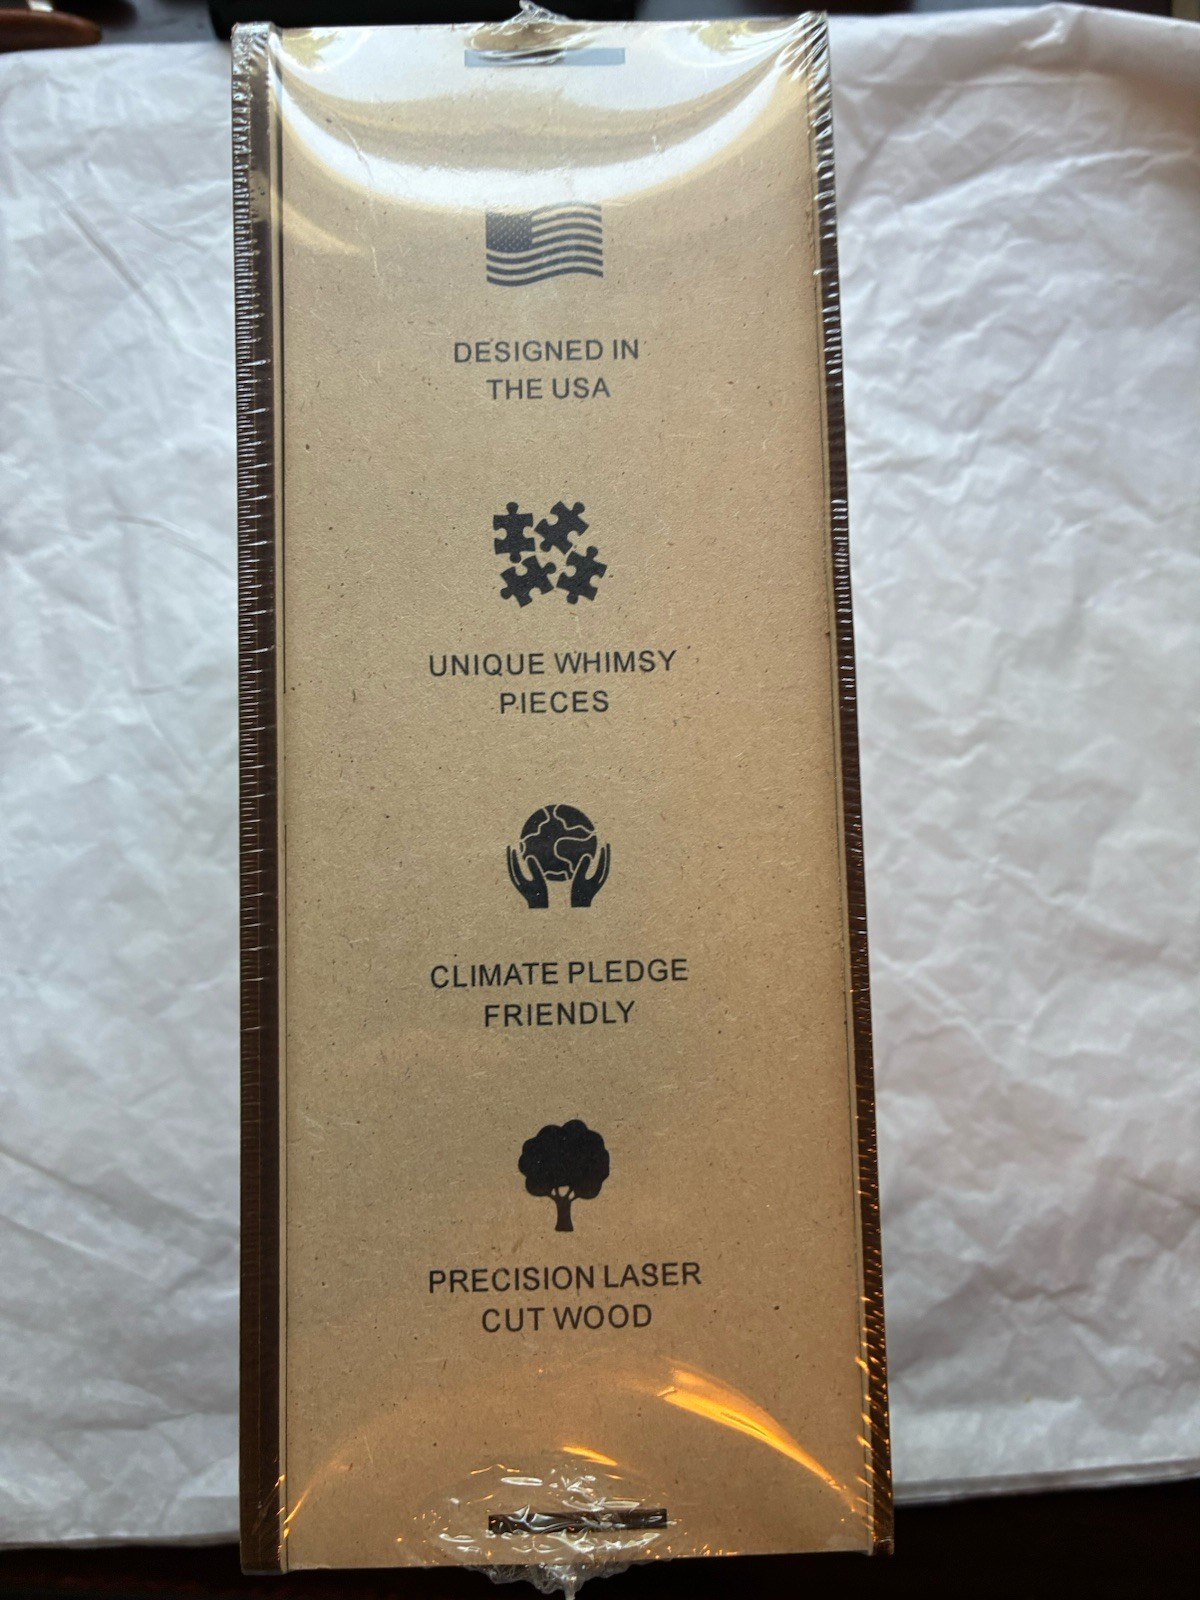 DESIGNED IN
THE USA
UNIQUE WHIMSY
PIECES
CLIMATE PLEDGE
FRIENDLY
PRECISION LASER
CUT WOOD